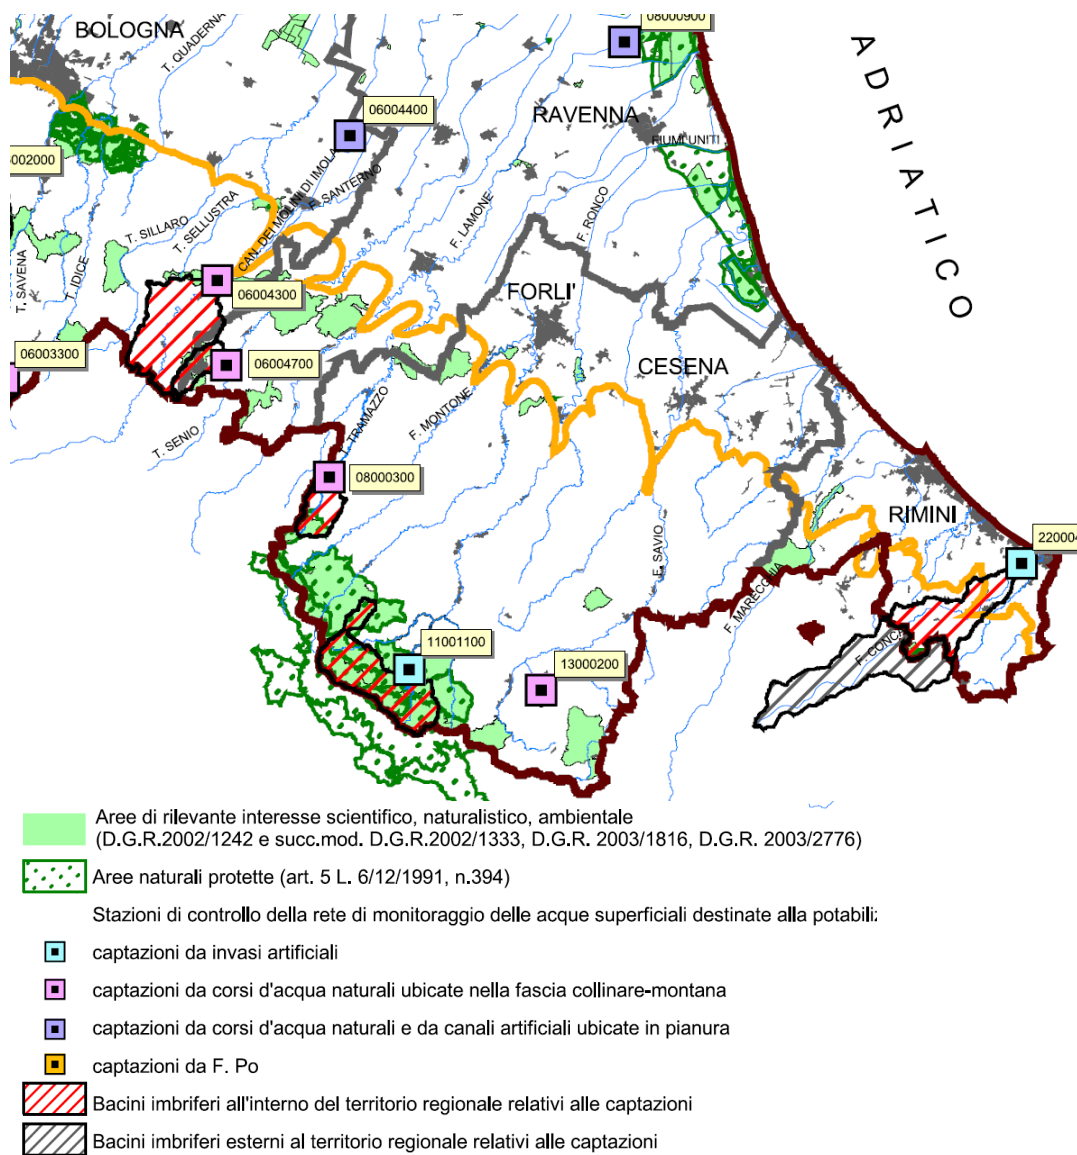 08000900
BOLOGNA
T. QUADERNA
06004400
RAVENNA
ADRIATICO
FIUMI UNITI
002000
CAN. DEI MOLINI DI IMOLA
F. SANTERNO
F. LAMONE
F. RONCO
T. SILLARO
T. SELLUSTRA
T. SAVENA
T. IDICE
06004300
FORLI'
06003300
06004700
CESENA
T. SENIO
T. TRAMAZZO
F. MONTONE
08000300
RIMINI
F. SAVIO
F. MARECCHIA
220004
11001100
13000200
F. CONCA
Aree di rilevante interesse scientifico, naturalistico, ambientale
(D.G.R.2002/1242 e succ.mod. D.G.R.2002/1333, D.G.R. 2003/1816, D.G.R. 2003/2776)
Aree naturali protette (art. 5 L. 6/12/1991, n.394)
Stazioni di controllo della rete di monitoraggio delle acque superficiali destinate alla potabili
captazioni da invasi artificiali
captazioni da corsi d'acqua naturali ubicate nella fascia collinare-montana
captazioni da corsi d'acqua naturali e da canali artificiali ubicate in pianura
captazioni da F. Po
Bacini imbriferi all'interno del territorio regionale relativi alle captazioni
Bacini imbriferi esterni al territorio regionale relativi alle captazioni